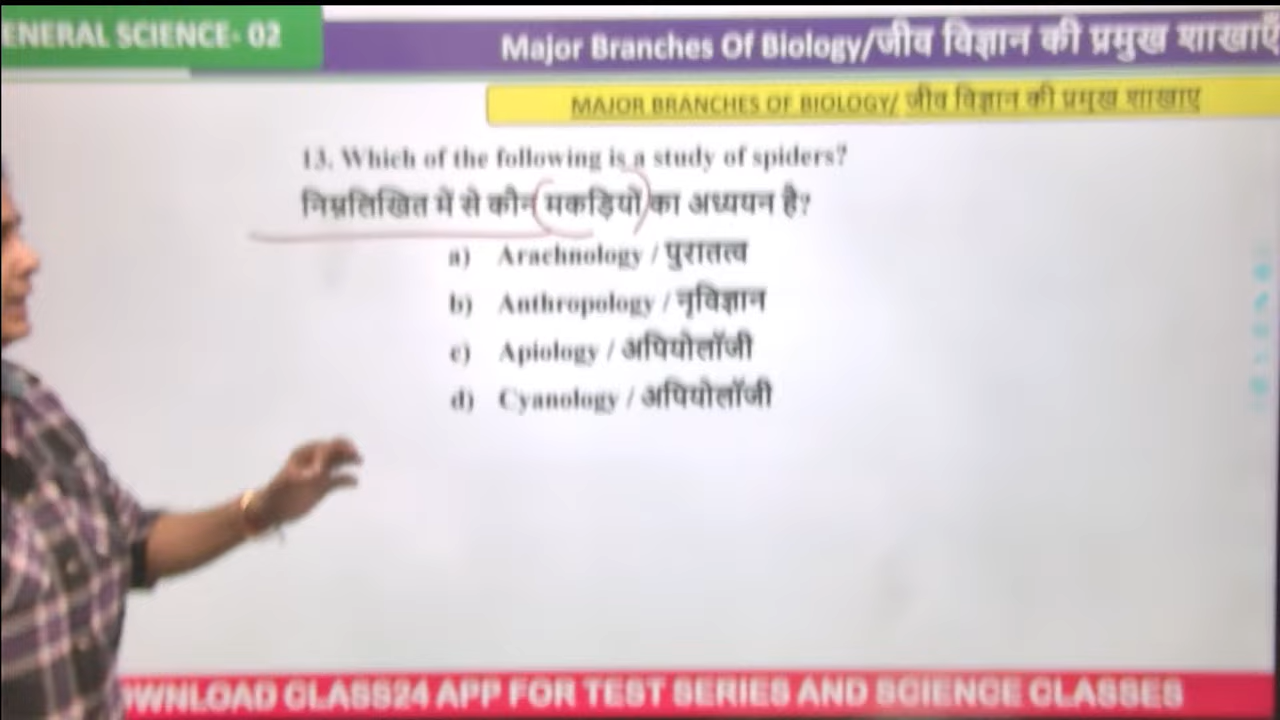 ENERAL SCIENCE- 02
Major Branches Of Biology/जीव विज्ञान की प्रमुख शाखाएँ
MAJOR BRANCHES OF BIOLOGY/ जीव विज्ञान की प्रमुख शाखाए
13. Which of the following is a study of spiders?
निम्नलिखित में से कौन मकड़ियों का अध्ययन है?
a) Arachnology / पुरातत्व
b) Anthropology / नृविज्ञान
c) Apiology / अपियोलॉजी
d) Cyanology / अपियोलॉजी
OWNLOAD CLASS24 APP FOR TEST SERIES AND SCIENCE CLASSES